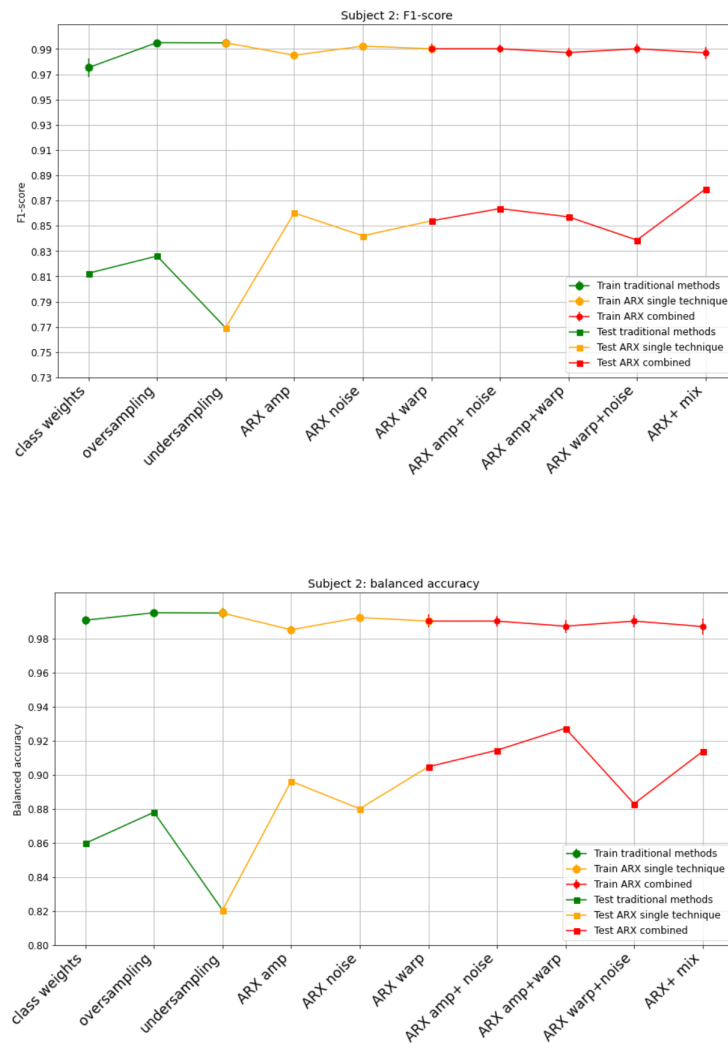 Subject 2: F1-score
0.99
0.97
0.95
0.93
0.91
0.89
0.87
0.85
0.83
0.81
0.79
0.77
0.75
0.73
F1-score
Train traditional methods
Train ARX single technique
Train ARX combined
Test traditional methods
Test ARX single technique
Test ARX combined
class weights
oversampling
undersampling
ARX amp
ARX noise
ARX warp
ARX amp+ noise
ARX amp+warp
ARX warp+noise
ARX+ mix
Subject 2: balanced accuracy
0.98
0.96
0.94
0.92
0.90
0.88
0.86
0.84
0.82
0.80
Balanced accuracy
Train traditional methods
Train ARX single technique
Train ARX combined
Test traditional methods
Test ARX single technique
Test ARX combined
class weights
oversampling
undersampling
ARX amp
ARX noise
ARX warp
ARX amp+ noise
ARX amp+warp
ARX warp+noise
ARX+ mix